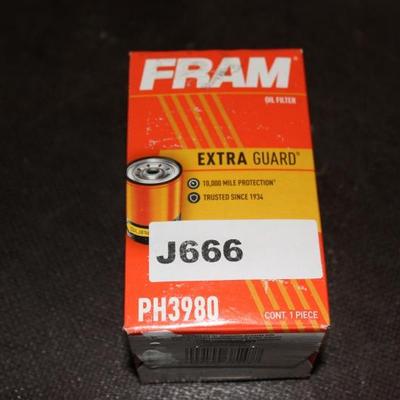 FRAM
OIL FILTER
EXTRA GUARD®
10,000 MILE PROTECTION†
TRUSTED SINCE 1934
J666
PH3980
CONT. 1 PIECE